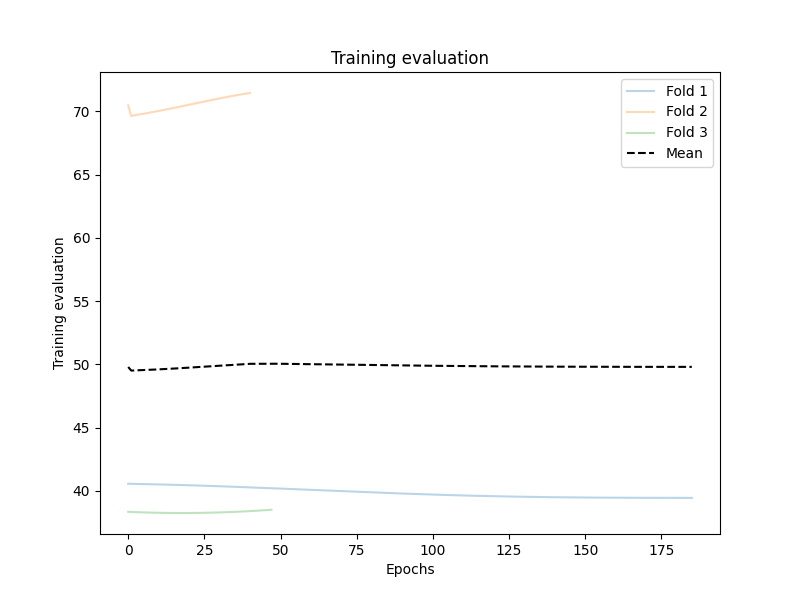 Training evaluation
Fold 1
Fold 2
Fold 3
Mean
Training evaluation
70
65
60
55
50
45
40
0 25 50 75 100 125 150 175
Epochs